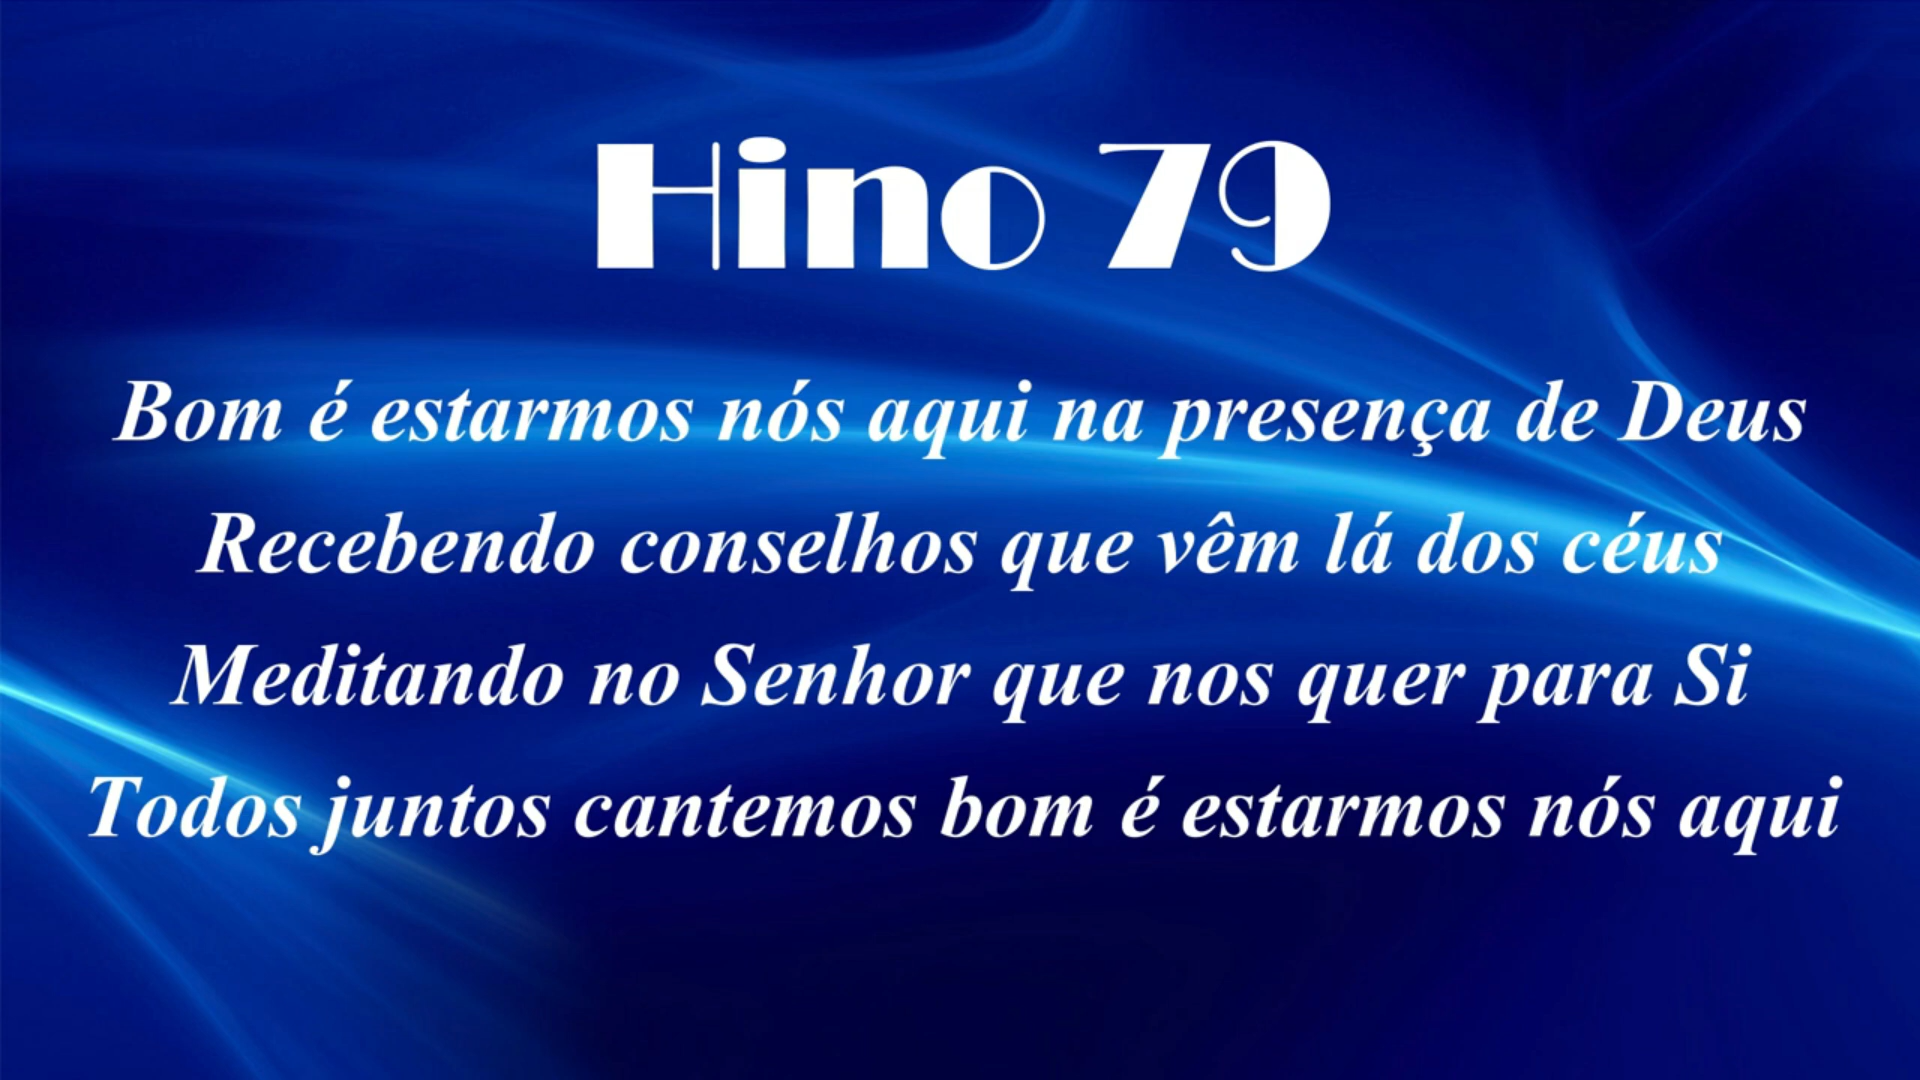 Hino 79
Bom é estarmos nós aqui na presença de Deus
Recebendo conselhos que vêm lá dos céus
Meditando no Senhor que nos quer para Si
Todos juntos cantemos bom é estarmos nós aqui